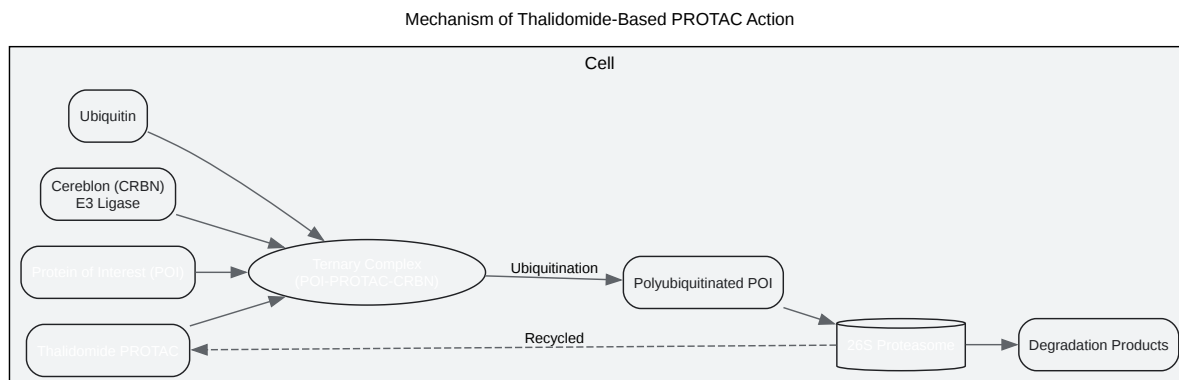 Mechanism of Thalidomide-Based PROTAC Action
Cell
Ubiquitin
Cereblon (CRBN)
E3 Ligase
Protein of Interest (POI)
Ternary Complex
(POI-PROTAC-CRBN)
Ubiquitination
Polyubiquitinated POI
Thalidomide PROTAC
Recycled
26S Proteasome
Degradation Products